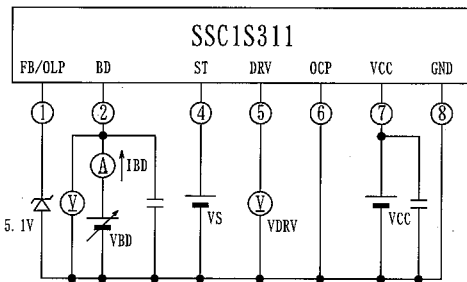 SSC1S311
FB/OLP BD ST DRV OCP VCC GND
1 2 4 5 6 7 8
A IBD
V
5.1V VBD VS V VDRV VCC